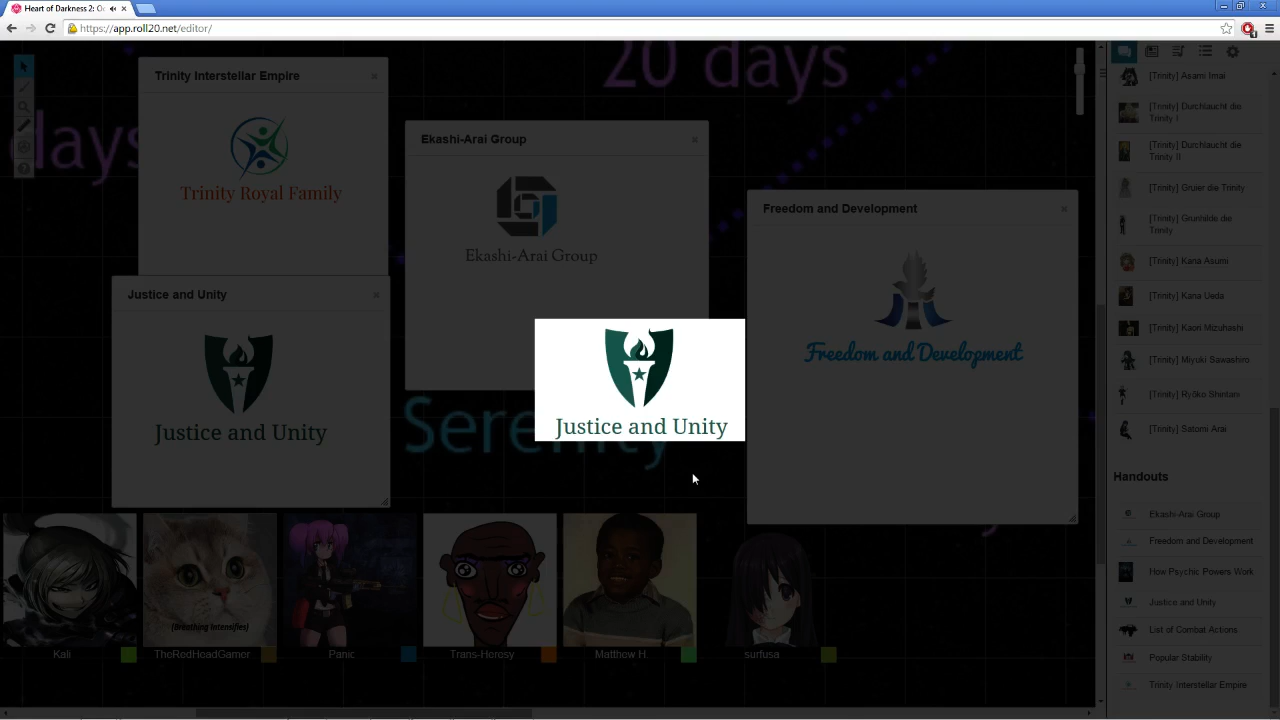 Heart of Darkness 2: Oc
https://app.roll20.net/editor/
20 days
days
Trinity Interstellar Empire
Trinity Royal Family
Ekashi-Arai Group
Ekashi-Arai Group
Freedom and Development
Freedom and Development
Justice and Unity
Justice and Unity
Justice and Unity
[Breathing Intensifies]
Kali
TheRedHeadGamer
Panic
Trans-Heresy
Matthew H.
surfusa
[Trinity] Asami Imai
[Trinity] Durchlaucht die
Trinity I
[Trinity] Durchlaucht die
Trinity II
[Trinity] Gruier die Trinity
[Trinity] Grunhilde die
Trinity
[Trinity] Kana Asumi
[Trinity] Kana Ueda
[Trinity] Kaori Mizuhashi
[Trinity] Miyuki Sawashiro
[Trinity] Ryōko Shintani
[Trinity] Satomi Arai
Handouts
Ekashi-Arai Group
Freedom and Development
How Psychic Powers Work
Justice and Unity
List of Combat Actions
Popular Stability
Trinity Interstellar Empire